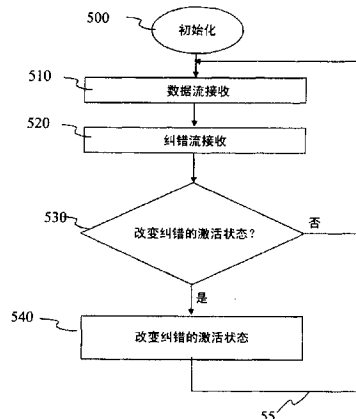 500
初始化
510
数据流接收
520
纠错流接收
530
改变纠错的激活状态?
否
是
540
改变纠错的激活状态
55